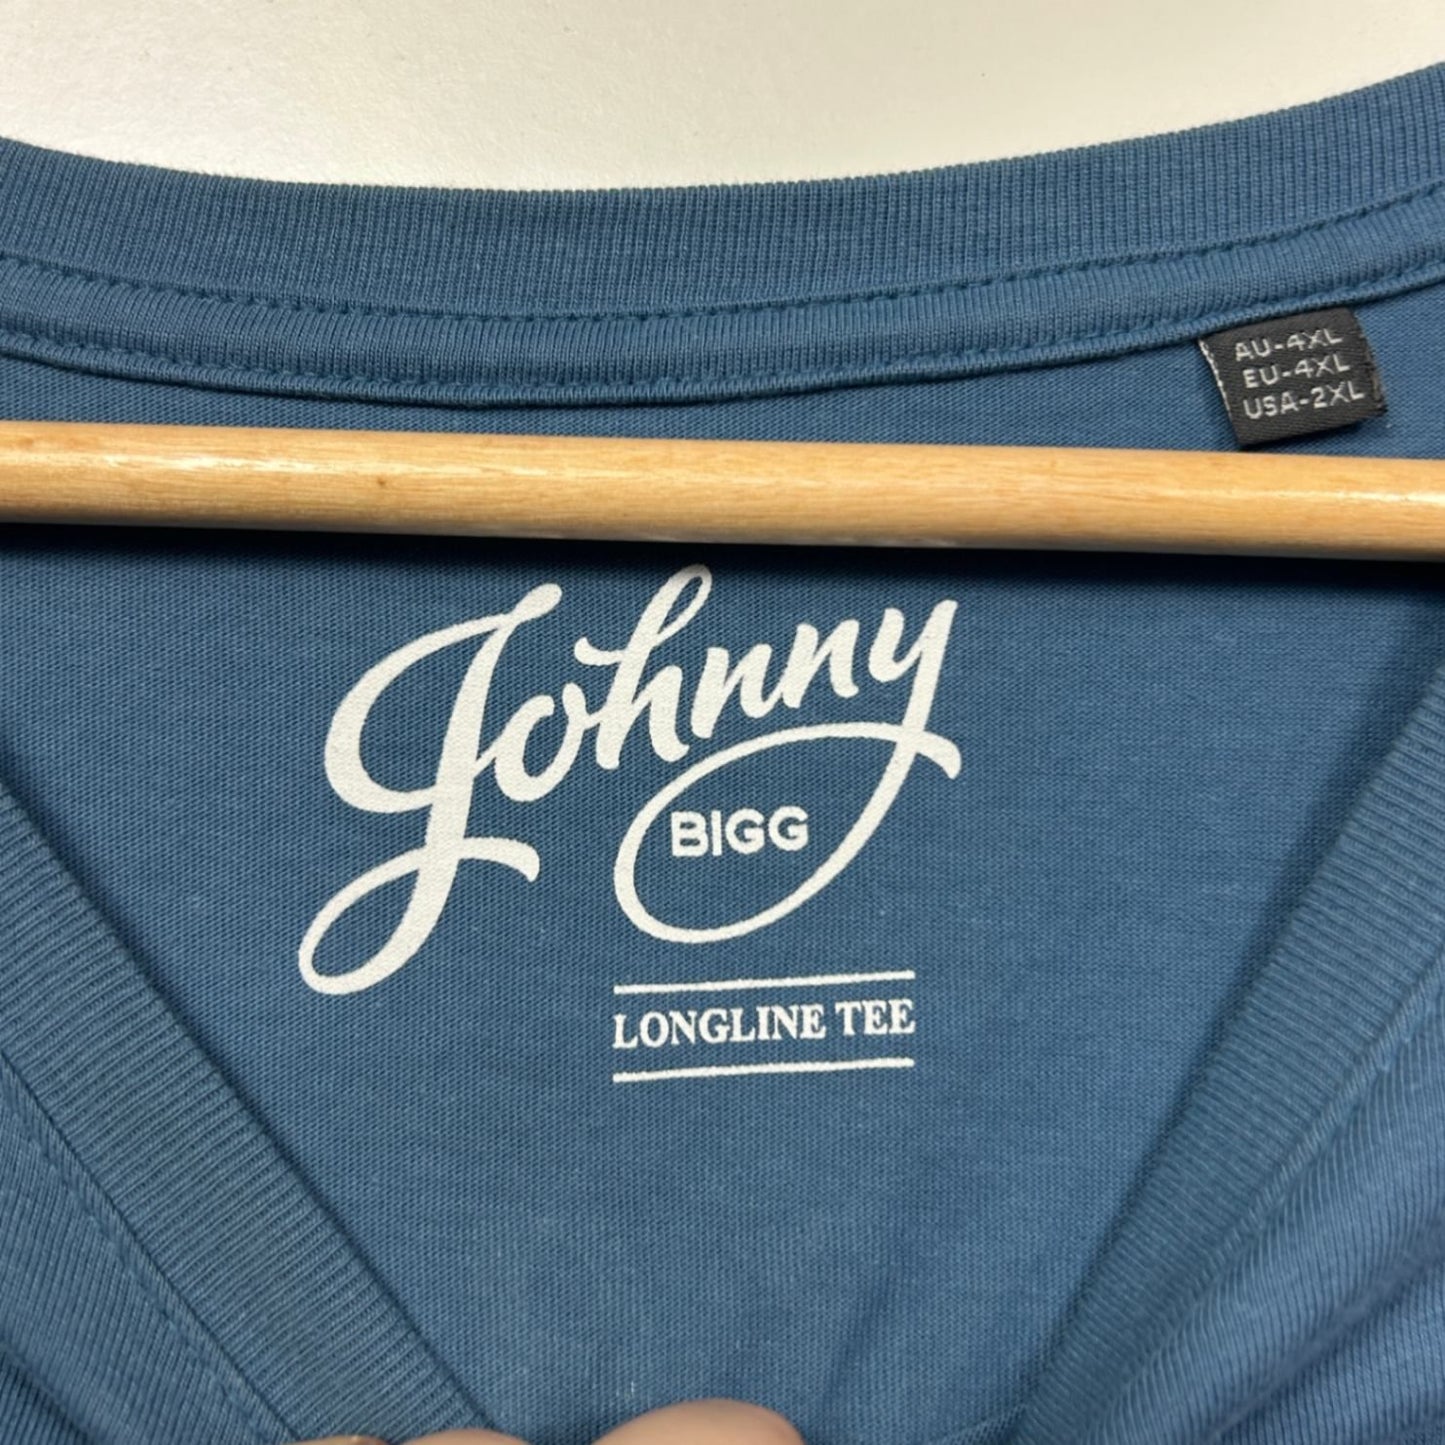 AU-4XL
EU-4XL
USA-2XL
Johnny
BIGG
LONGLINE TEE